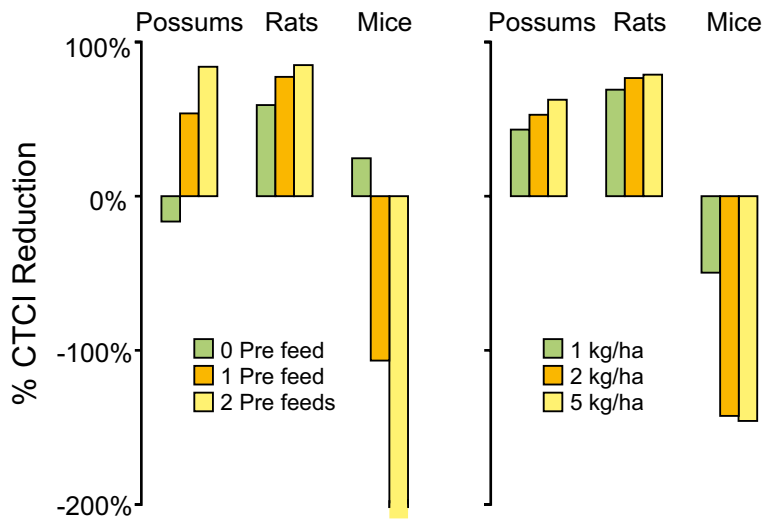 Possums Rats Mice
Possums Rats Mice
100%
0%
-100%
-200%
% CTCI Reduction
0 Pre feed
1 Pre feed
2 Pre feeds
1 kg/ha
2 kg/ha
5 kg/ha